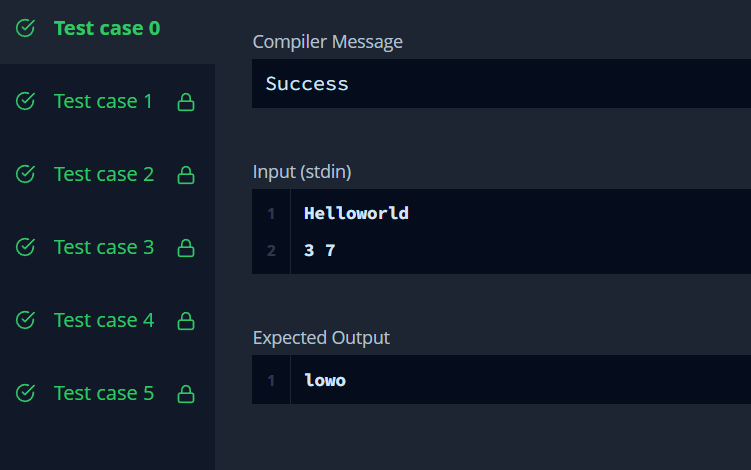 Test case 0
Test case 1
Test case 2
Test case 3
Test case 4
Test case 5
Compiler Message
Success
Input (stdin)
1 Helloworld
2 3 7
Expected Output
1 lowo